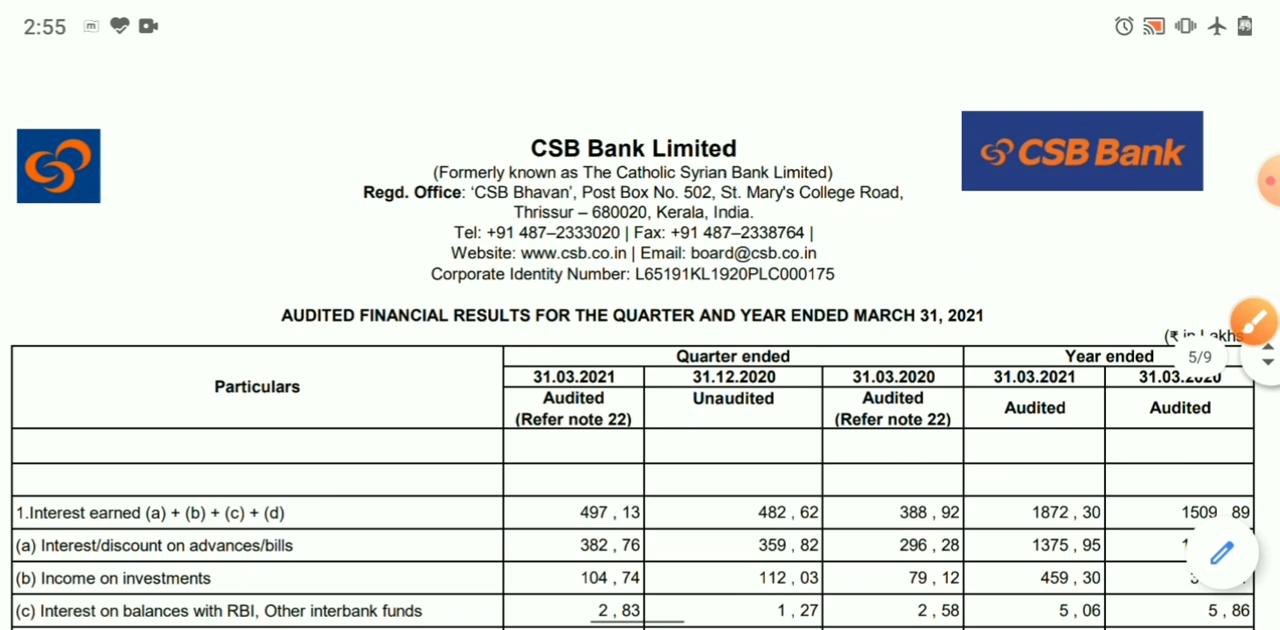 2:55
CSB Bank Limited
CSB Bank
(Formerly known as The Catholic Syrian Bank Limited)
Regd. Office: ‘CSB Bhavan’, Post Box No. 502, St. Mary's College Road,
Thrissur – 680020, Kerala, India.
Tel: +91 487–2333020 | Fax: +91 487–2338764 |
Website: www.csb.co.in | Email: board@csb.co.in
Corporate Identity Number: L65191KL1920PLC000175
AUDITED FINANCIAL RESULTS FOR THE QUARTER AND YEAR ENDED MARCH 31, 2021
(₹ in Lakhs
5/9
Particulars Quarter ended Year ended
31.03.2021 31.12.2020 31.03.2020 31.03.2021 31.03.2020
Audited (Refer note 22) Unaudited Audited (Refer note 22) Audited Audited
1.Interest earned (a) + (b) + (c) + (d) 497 , 13 482 , 62 388 , 92 1872 , 30 1509 89
(a) Interest/discount on advances/bills 382 , 76 359 , 82 296 , 28 1375 , 95
(b) Income on investments 104 , 74 112 , 03 79 , 12 459 , 30
(c) Interest on balances with RBI, Other interbank funds 2 , 83 1 , 27 2 , 58 5 , 06 5 , 86